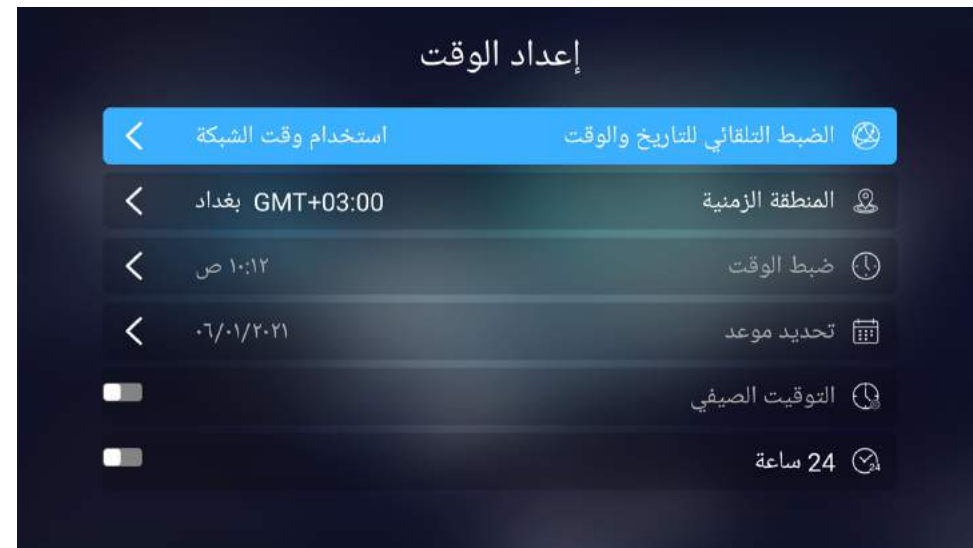 إعداد الوقت
الضبط التلقائي للتاريخ والوقت استخدام وقت الشبكة
المنطقة الزمنية GMT+03:00 بغداد
ضبط الوقت ١٠:١٢ ص
تحديد موعد ٠٦/٠١/٢٠٢١
التوقيت الصيفي
24 ساعة